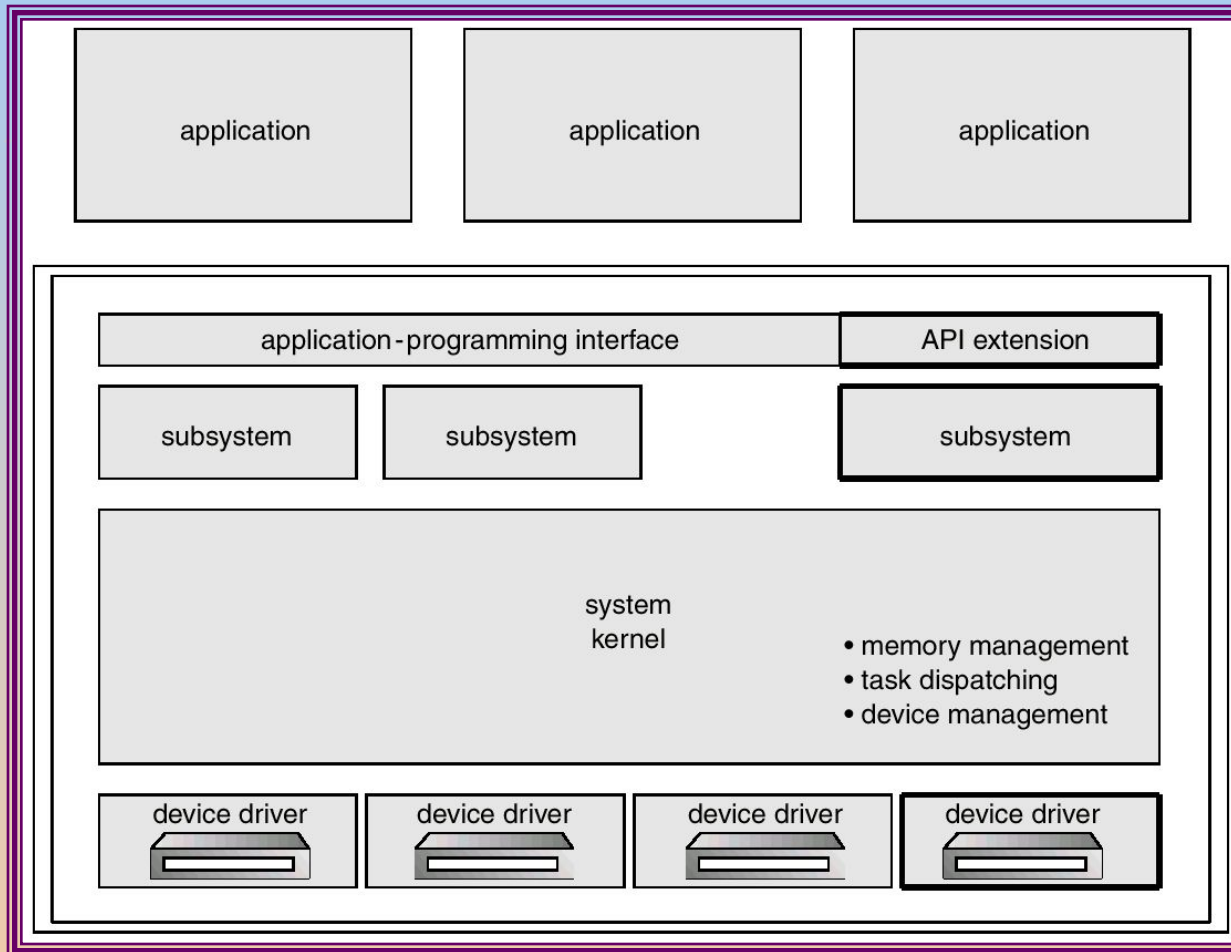 application
application
application
application-programming interface
API extension
subsystem
subsystem
subsystem
system
kernel
• memory management
• task dispatching
• device management
device driver
device driver
device driver
device driver